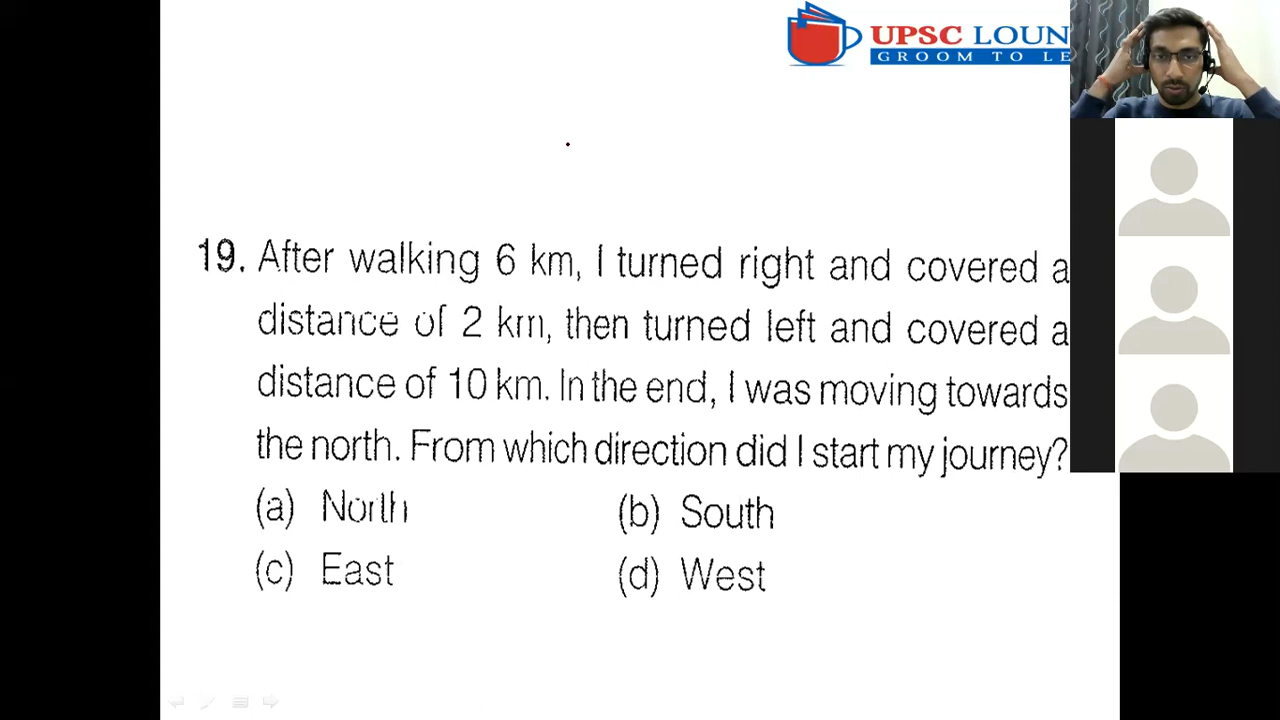 UPSC LOUN
GROOM TO LE
19. After walking 6 km, I turned right and covered a
distance of 2 km, then turned left and covered a
distance of 10 km. In the end, I was moving towards
the north. From which direction did I start my journey?
(a) North (b) South
(c) East (d) West